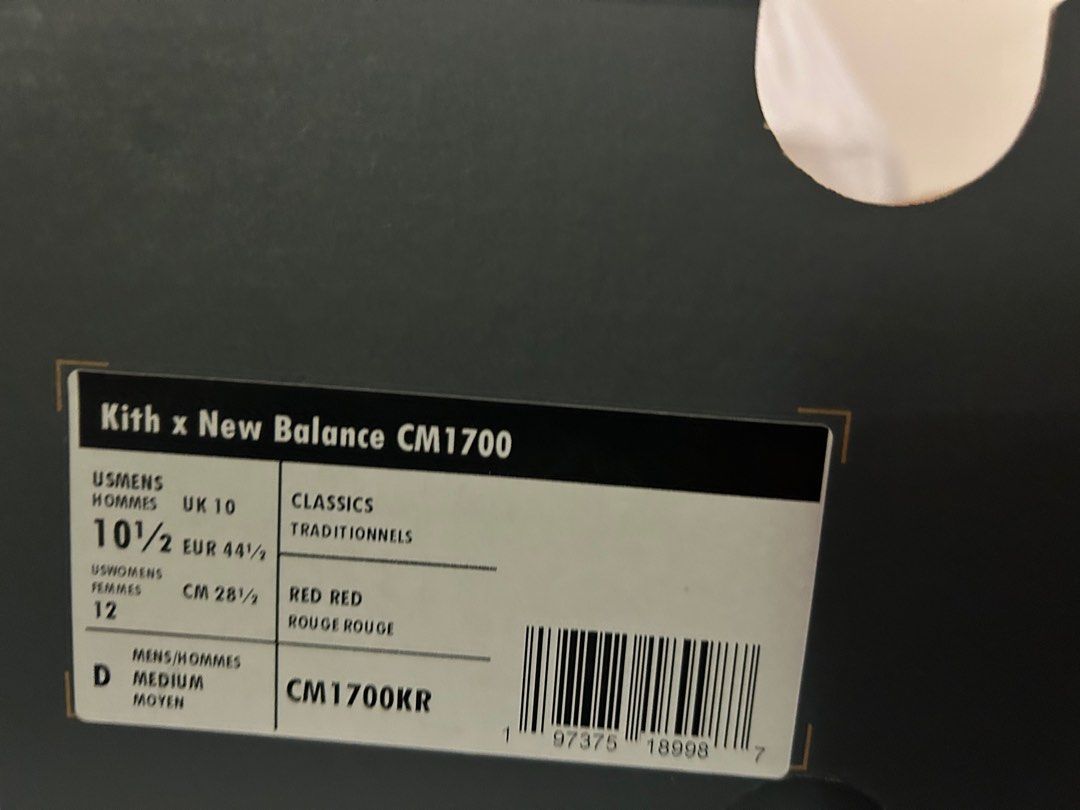 Kith x New Balance CM1700
USMENS
HOMMES UK 10
10½ EUR 44½
USWOMENS
FEMMES CM 28½
12
CLASSICS
TRADITIONNELS
RED RED
ROUGE ROUGE
D MENS/HOMMES
MEDIUM
MOYEN
CM1700KR
1 97375 18998 7